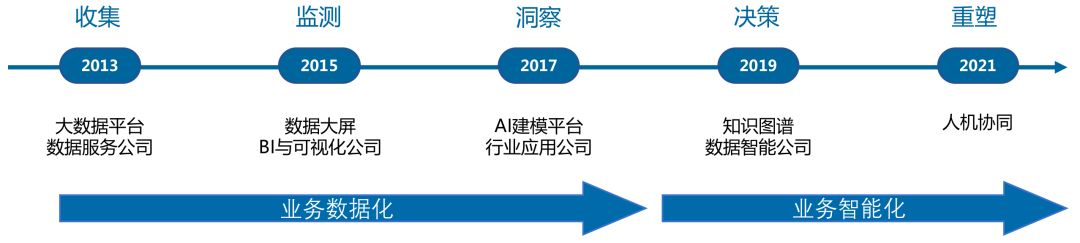 收集 监测 洞察 决策 重塑
2013 2015 2017 2019 2021
大数据平台 数据大屏 AI建模平台 知识图谱 人机协同
数据服务公司 BI与可视化公司 行业应用公司 数据智能公司
业务数据化 业务智能化